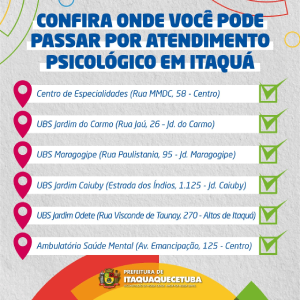 CONFIRA ONDE VOCÊ PODE
PASSAR POR ATENDIMENTO
PSICOLÓGICO EM ITAQUÁ
Centro de Especialidades (Rua MMDC, 58 - Centro)
UBS Jardim do Carmo (Rua Jaú, 26 - Jd. do Carmo)
UBS Maragogipe (Rua Paulistania, 95 - Jd. Maragogipe)
UBS Jardim Caiuby (Estrada dos Índios, 1.125 - Jd. Caiuby)
UBS Jardim Odete (Rua Visconde de Taunay, 270 - Altos de Itaquá)
Ambulatório Saúde Mental (Av. Emancipação, 125 - Centro)
PREFEITURA DE
ITAQUAQUECETUBA